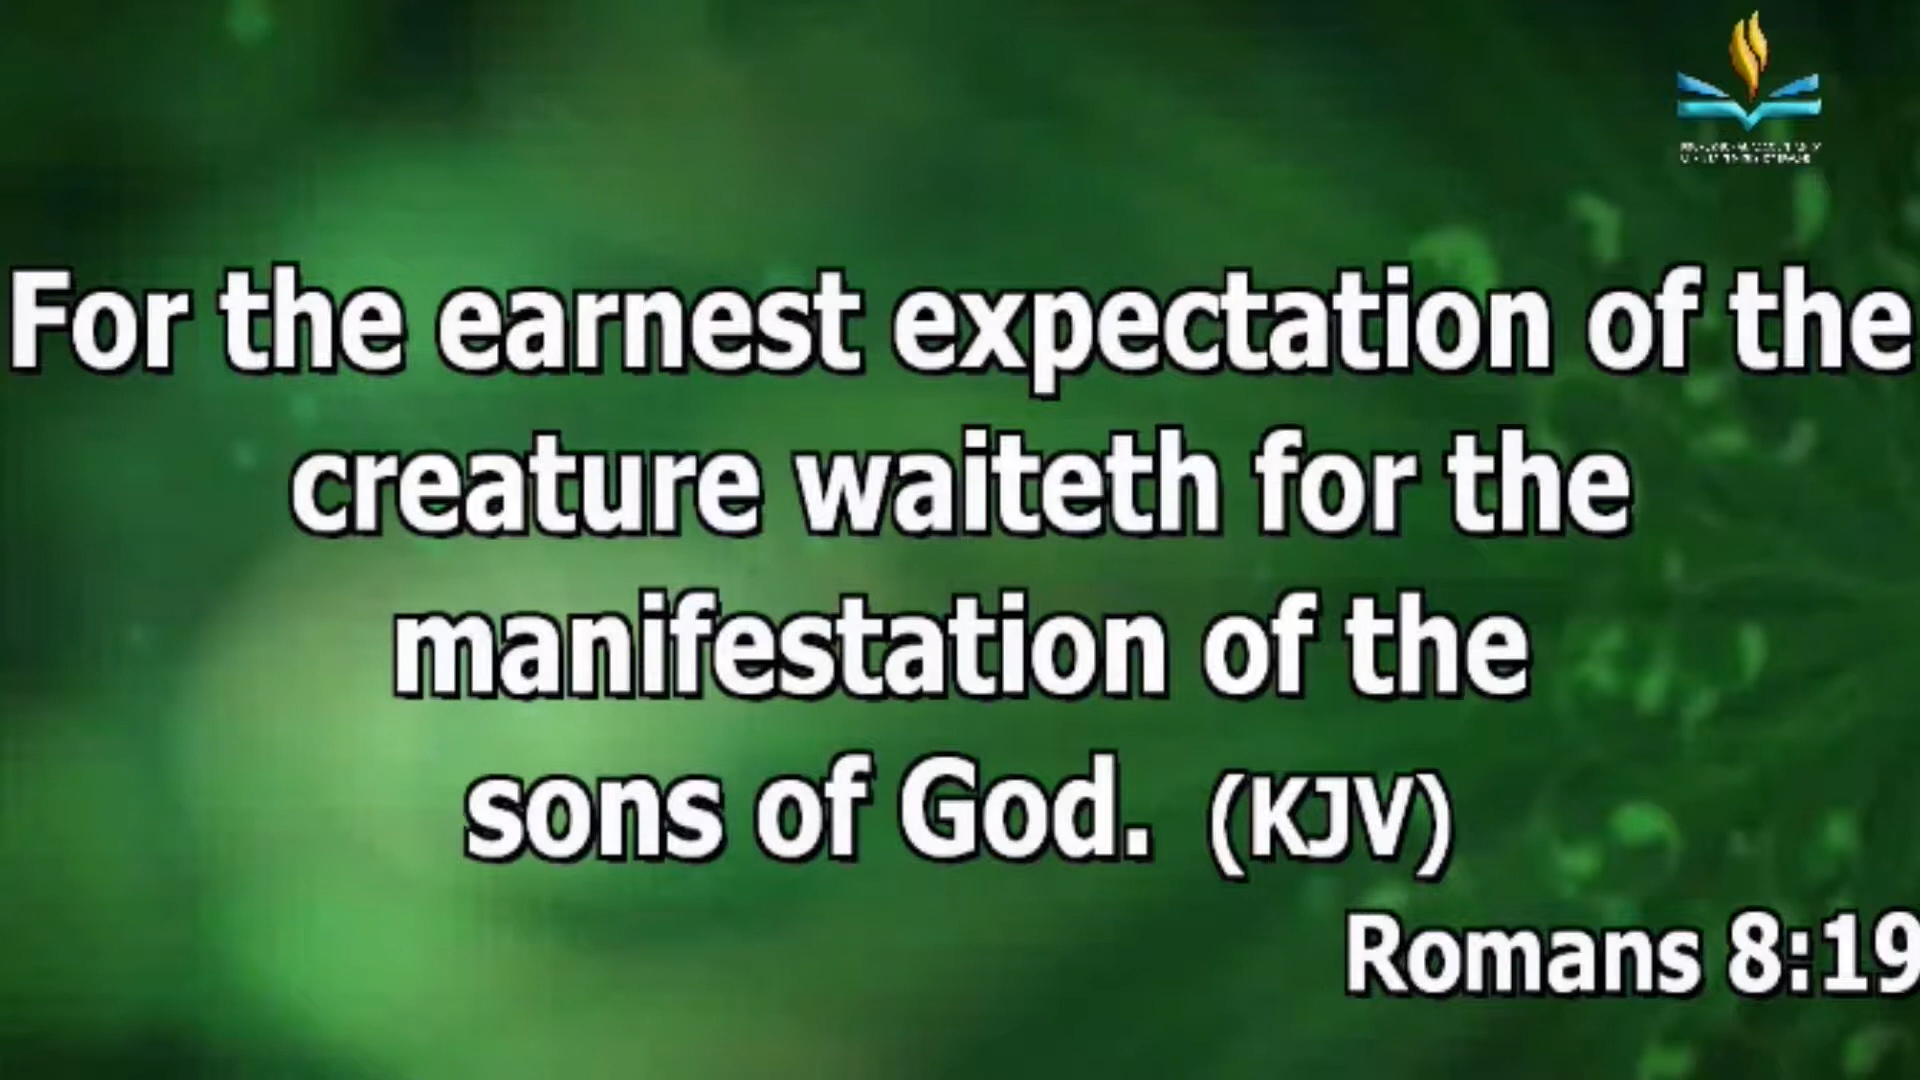 For the earnest expectation of the
creature waiteth for the
manifestation of the
sons of God. (KJV)
Romans 8:19